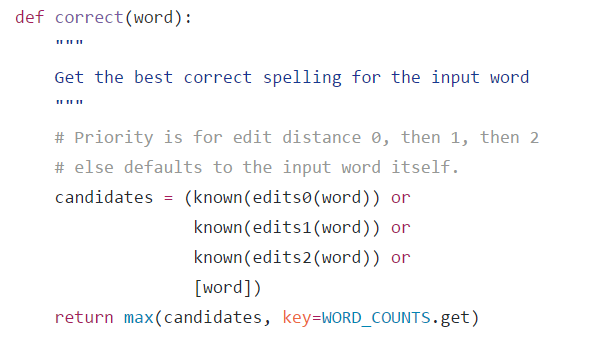 def correct(word):
    """
    Get the best correct spelling for the input word
    """
    # Priority is for edit distance 0, then 1, then 2
    # else defaults to the input word itself.
    candidates = (known(edits0(word)) or
                  known(edits1(word)) or
                  known(edits2(word)) or
                  [word])
    return max(candidates, key=WORD_COUNTS.get)